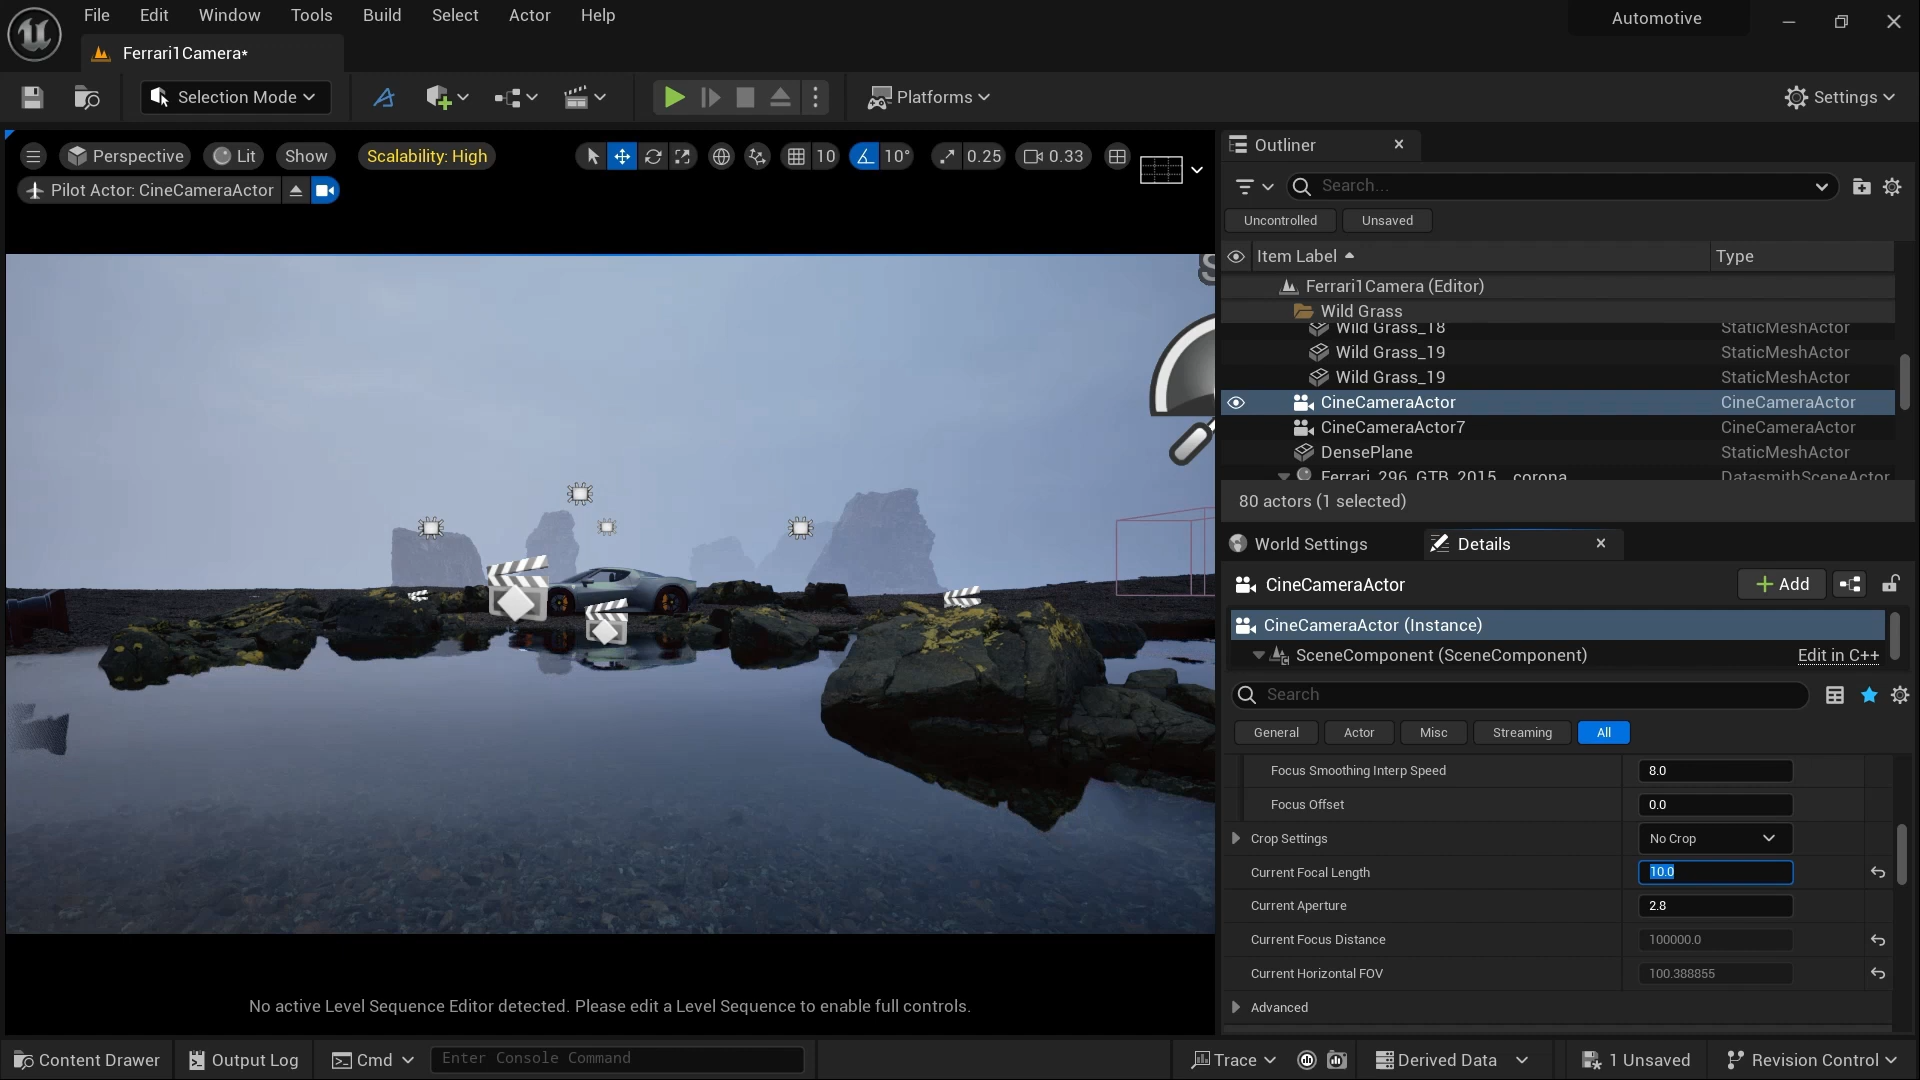 File Edit Window Tools Build Select Actor Help
Automotive
Ferrari1Camera*
Selection Mode
Platforms
Settings
Perspective Lit Show Scalability: High 10 10° 0.25 0.33
Pilot Actor: CineCameraActor
No active Level Sequence Editor detected. Please edit a Level Sequence to enable full controls.
Outliner
Search...
Uncontrolled Unsaved
Item Label Type
Ferrari1Camera (Editor)
Wild Grass
Wild Grass_18 StaticMeshActor
Wild Grass_19 StaticMeshActor
Wild Grass_19 StaticMeshActor
CineCameraActor CineCameraActor
CineCameraActor7 CineCameraActor
DensePlane StaticMeshActor
Ferrari_296_GTB_2015__corona DatasmithSceneActor
80 actors (1 selected)
World Settings Details
CineCameraActor Add
CineCameraActor (Instance)
SceneComponent (SceneComponent) Edit in C++
Search
General Actor Misc Streaming All
Focus Smoothing Interp Speed 8.0
Focus Offset 0.0
Crop Settings No Crop
Current Focal Length 10.0
Current Aperture 2.8
Current Focus Distance 100000.0
Current Horizontal FOV 100.388855
Advanced
Content Drawer Output Log Cmd Enter Console Command Trace Derived Data 1 Unsaved Revision Control